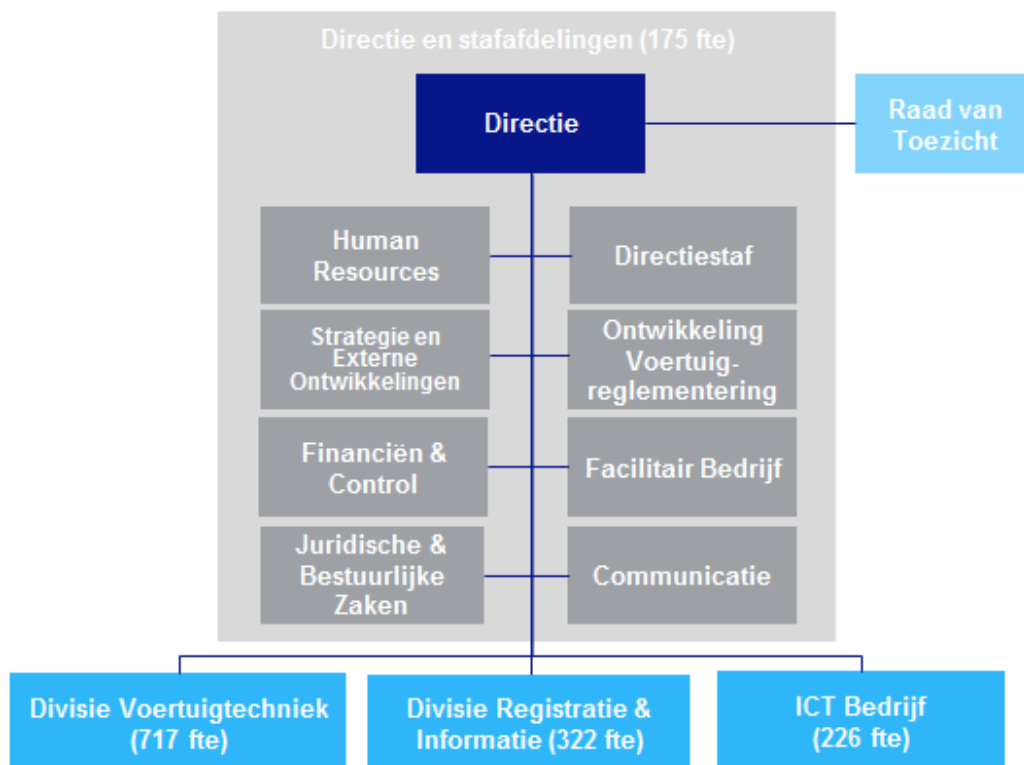 Directie en stafafdelingen (175 fte)
Directie
Raad van
Toezicht
Human
Resources
Directiestaf
Strategie en
Externe
Ontwikkelingen
Ontwikkeling
Voertuig-
reglementering
Financiën &
Control
Facilitair Bedrijf
Juridische &
Bestuurlijke
Zaken
Communicatie
Divisie Voertuigtechniek
(717 fte)
Divisie Registratie &
Informatie (322 fte)
ICT Bedrijf
(226 fte)